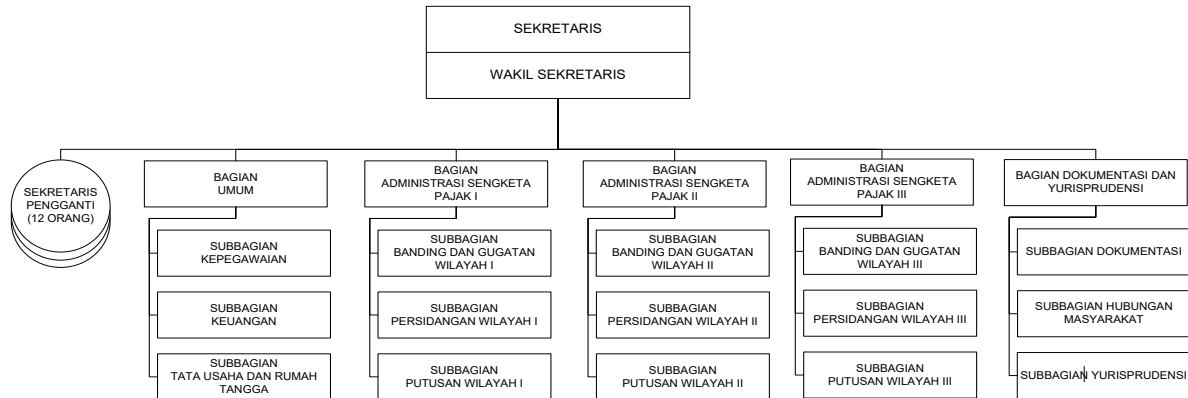 SEKRETARIS
WAKIL SEKRETARIS
SEKRETARIS
PENGGANTI
(12 ORANG)
BAGIAN
UMUM
BAGIAN
ADMINISTRASI SENGKETA
PAJAK I
BAGIAN
ADMINISTRASI SENGKETA
PAJAK II
BAGIAN
ADMINISTRASI SENGKETA
PAJAK III
BAGIAN DOKUMENTASI DAN
YURISPRUDENSI
SUBBAGIAN
KEPEGAWAIAN
SUBBAGIAN
BANDING DAN GUGATAN
WILAYAH I
SUBBAGIAN
BANDING DAN GUGATAN
WILAYAH II
SUBBAGIAN
BANDING DAN GUGATAN
WILAYAH III
SUBBAGIAN DOKUMENTASI
SUBBAGIAN
KEUANGAN
SUBBAGIAN
PERSIDANGAN WILAYAH I
SUBBAGIAN
PERSIDANGAN WILAYAH II
SUBBAGIAN
PERSIDANGAN WILAYAH III
SUBBAGIAN HUBUNGAN
MASYARAKAT
SUBBAGIAN
TATA USAHA DAN RUMAH
TANGGA
SUBBAGIAN
PUTUSAN WILAYAH I
SUBBAGIAN
PUTUSAN WILAYAH II
SUBBAGIAN
PUTUSAN WILAYAH III
SUBBAGIAN YURISPRUDENSI